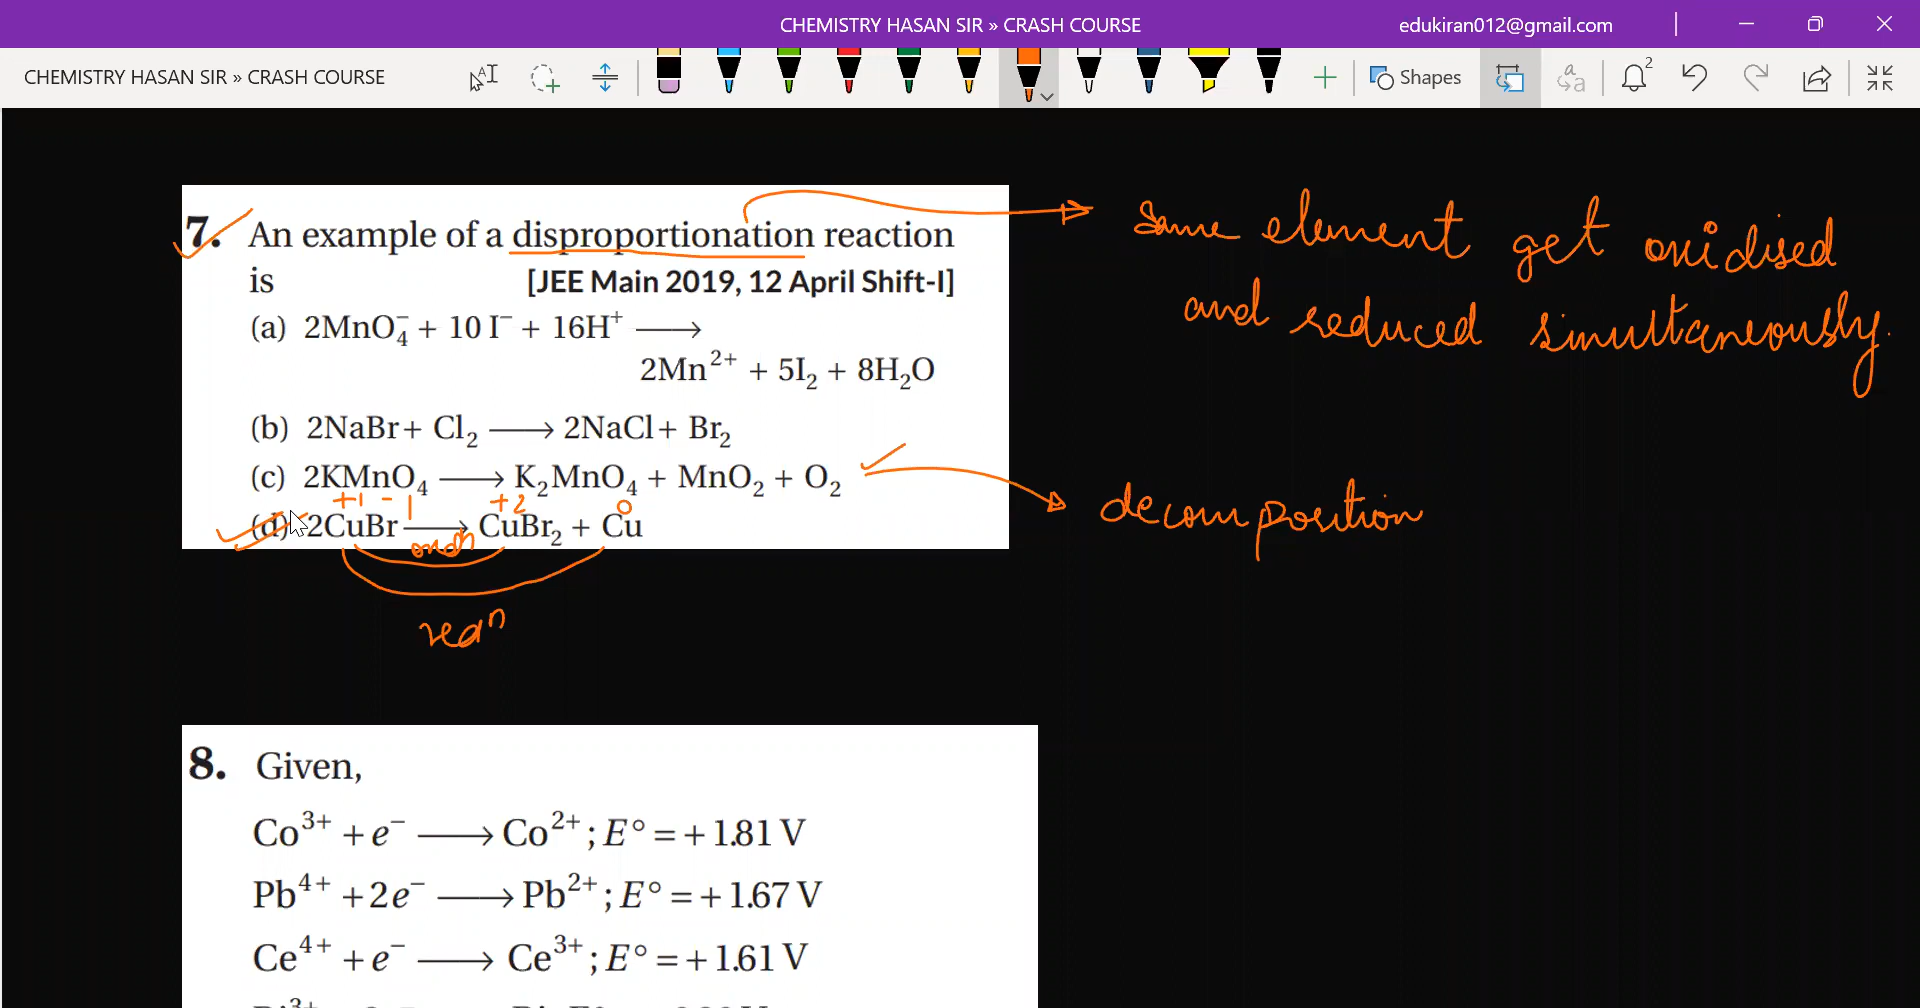 CHEMISTRY HASAN SIR » CRASH COURSE
edukiran012@gmail.com
CHEMISTRY HASAN SIR » CRASH COURSE
Shapes
2
7. An example of a disproportionation reaction
is [JEE Main 2019, 12 April Shift-I]
(a) 2MnO₄⁻ + 10 I⁻ + 16H⁺ ⟶
2Mn²⁺ + 5I₂ + 8H₂O
(b) 2NaBr + Cl₂ ⟶ 2NaCl + Br₂
(c) 2KMnO₄ ⟶ K₂MnO₄ + MnO₂ + O₂
+1 -1 +2 0
(d) 2CuBr ⟶ CuBr₂ + Cu
redn
Same element get oxidised
and reduced simultaneously.
decomposition
8. Given,
Co³⁺ + e⁻ ⟶ Co²⁺ ; E° = + 1.81 V
Pb⁴⁺ + 2e⁻ ⟶ Pb²⁺ ; E° = + 1.67 V
Ce⁴⁺ + e⁻ ⟶ Ce³⁺ ; E° = + 1.61 V